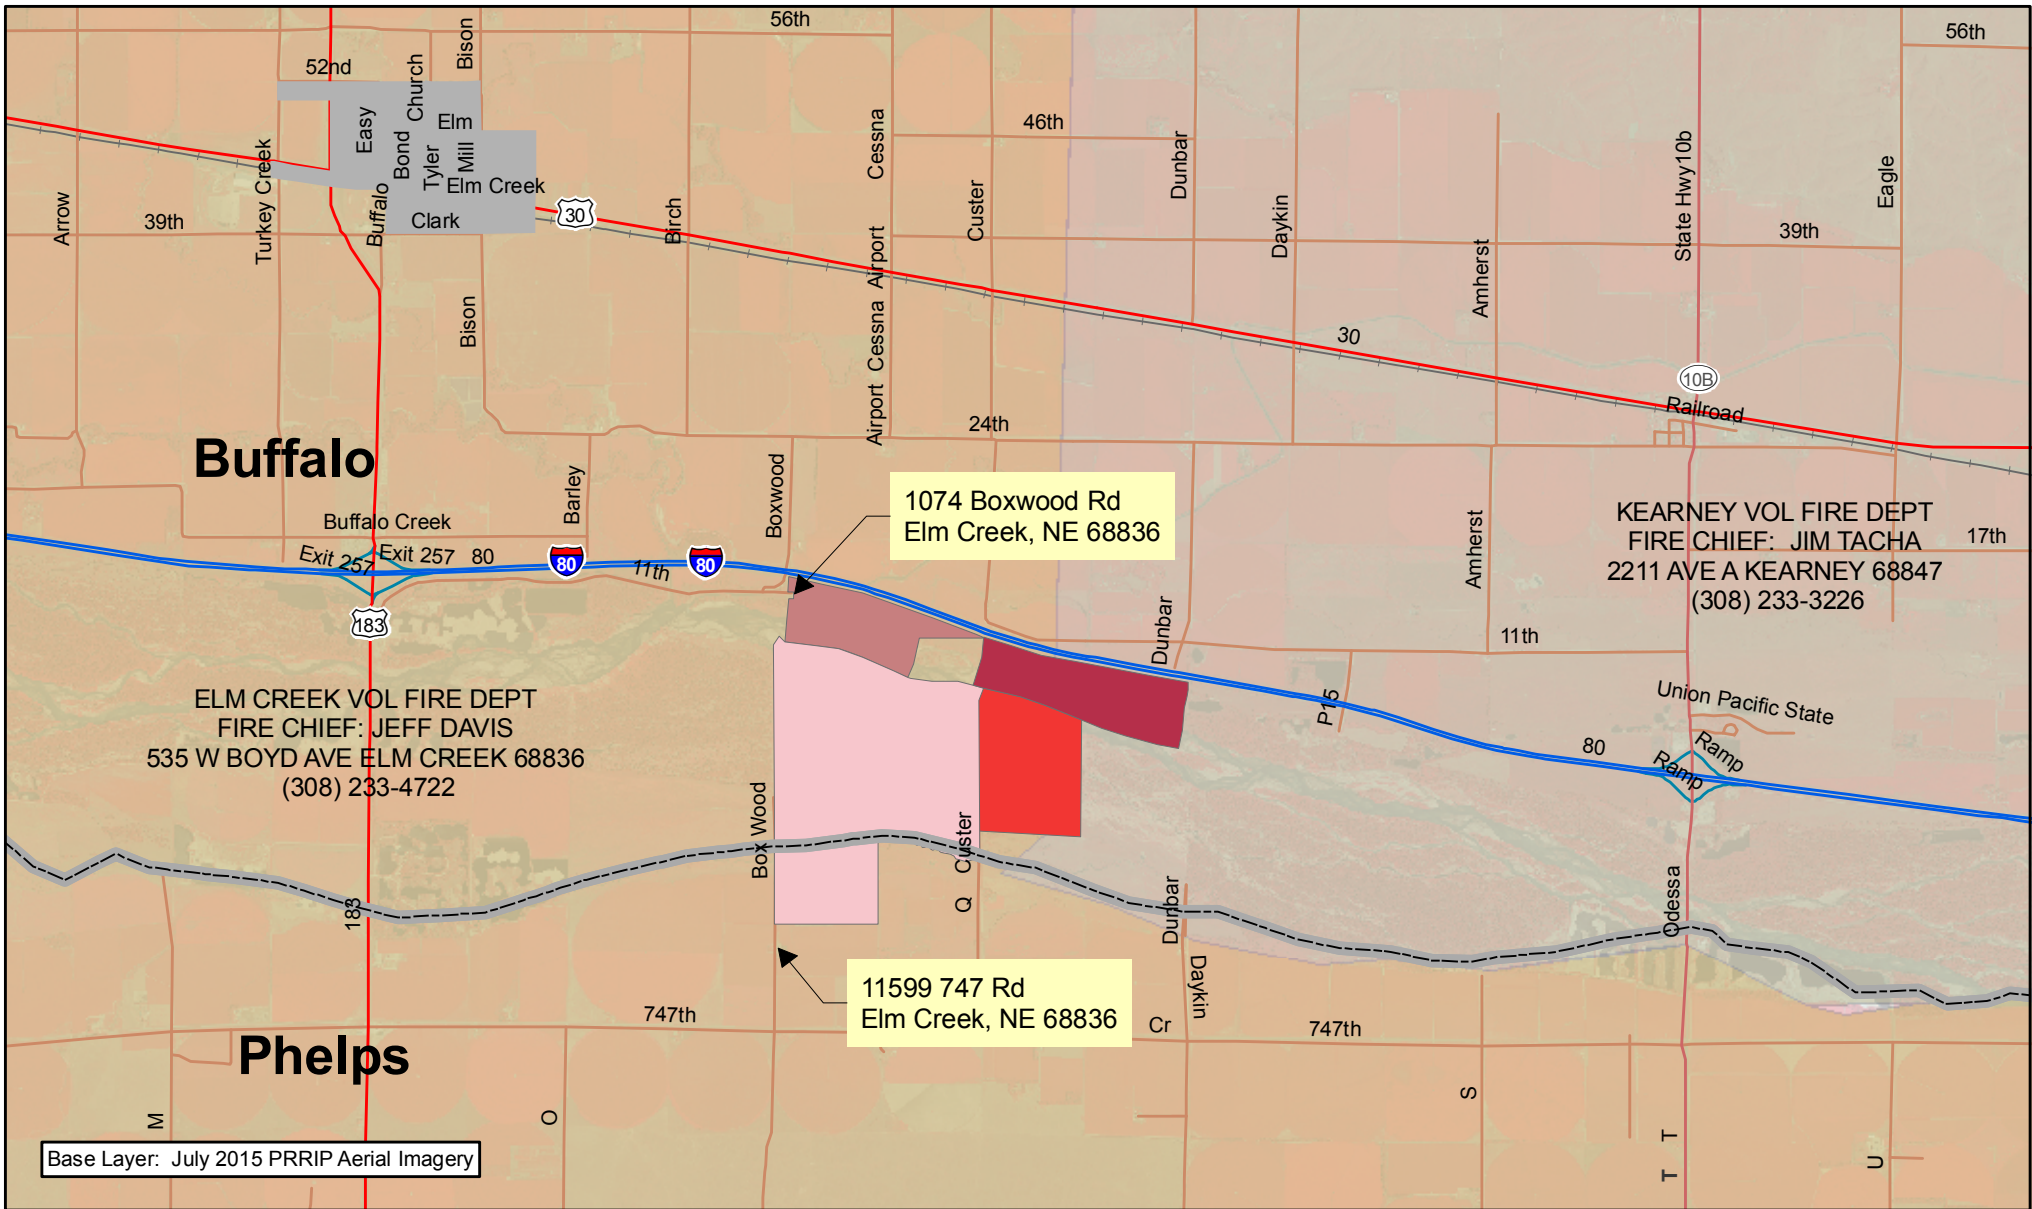 56th
56th
Bison
52nd
Church
Easy
Elm
Bond
Tyler
Mill
Elm Creek
Clark
Buffalo
Turkey Creek
Arrow
39th
30
Birch
Cessna
46th
Dunbar
Custer
Airport
Cessna
Airport
Daykin
State Hwy10b
Eagle
39th
Amherst
Bison
30
10B
Railroad
24th
Buffalo
Barley
Boxwood
1074 Boxwood Rd
Elm Creek, NE 68836
KEARNEY VOL FIRE DEPT
FIRE CHIEF: JIM TACHA
2211 AVE A KEARNEY 68847
(308) 233-3226
17th
Buffalo Creek
Exit 257
Exit 257
80
80
80
11th
Amherst
183
Dunbar
11th
ELM CREEK VOL FIRE DEPT
FIRE CHIEF: JEFF DAVIS
535 W BOYD AVE ELM CREEK 68836
(308) 233-4722
P15
Union Pacific State
80
Ramp
Ramp
Box Wood
Custer
Q
183
Dunbar
Odessa
Daykin
11599 747 Rd
Elm Creek, NE 68836
747th
Cr
747th
Phelps
M
O
S
T
T
U
Base Layer: July 2015 PRRIP Aerial Imagery